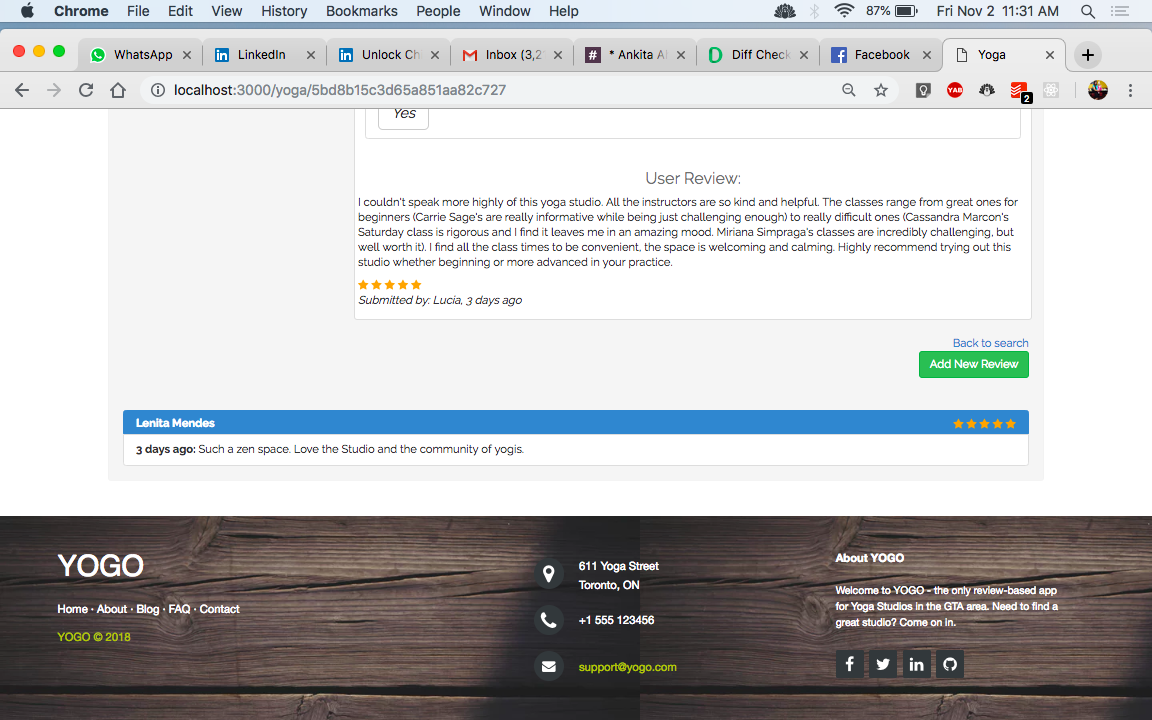 Chrome File Edit View History Bookmarks People Window Help 87% Fri Nov 2 11:31 AM
WhatsApp LinkedIn Unlock Ch Inbox (3,2 * Ankita A Diff Check Facebook Yoga
localhost:3000/yoga/5bd8b15c3d65a851aa82c727 YAB 2
Yes
User Review:
I couldn't speak more highly of this yoga studio. All the instructors are so kind and helpful. The classes range from great ones for
beginners (Carrie Sage's are really informative while being just challenging enough) to really difficult ones (Cassandra Marcon's
Saturday class is rigorous and I find it leaves me in an amazing mood. Miriana Simpraga's classes are incredibly challenging, but
well worth it). I find all the class times to be convenient, the space is welcoming and calming. Highly recommend trying out this
studio whether beginning or more advanced in your practice.
Submitted by: Lucia, 3 days ago
Back to search
Add New Review
Lenita Mendes
3 days ago: Such a zen space. Love the Studio and the community of yogis.
YOGO
Home · About · Blog · FAQ · Contact
YOGO © 2018
611 Yoga Street
Toronto, ON
+1 555 123456
support@yogo.com
About YOGO
Welcome to YOGO - the only review-based app
for Yoga Studios in the GTA area. Need to find a
great studio? Come on in.